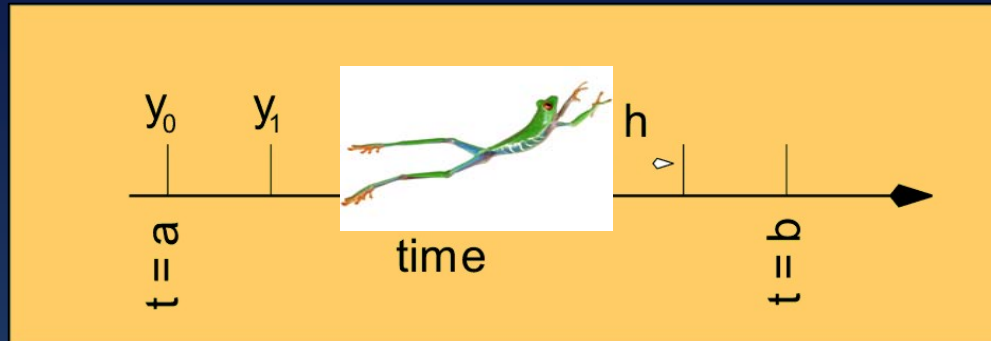 y₀ y₁ h
time
t = a t = b